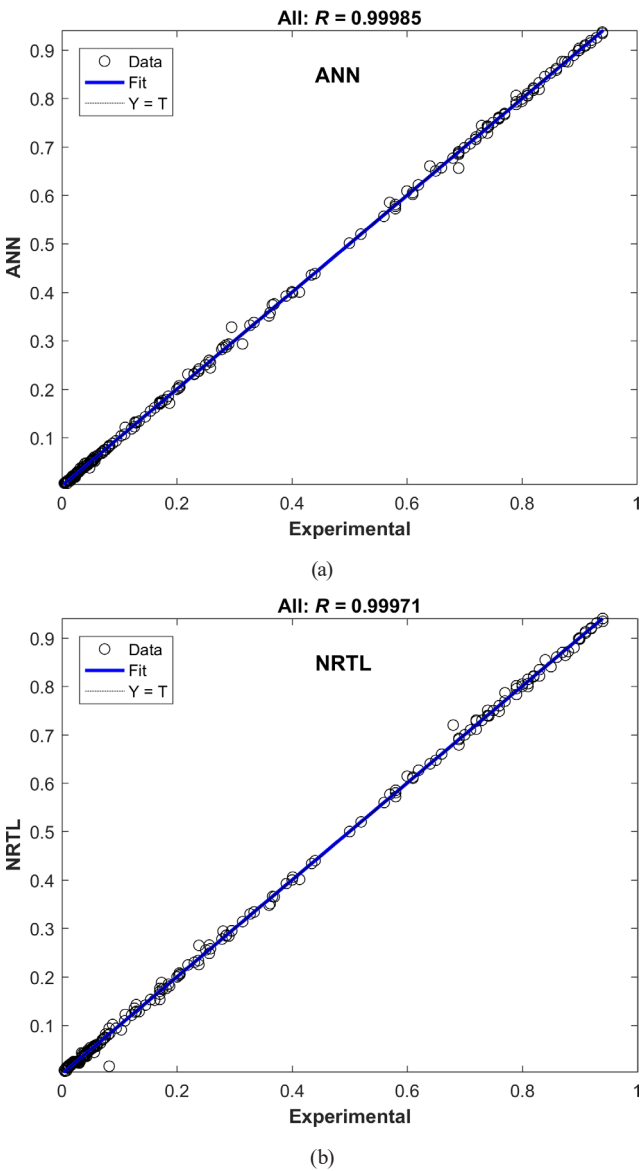 All: R = 0.99985
0.9
0.8
0.7
0.6
0.5
0.4
0.3
0.2
0.1
ANN
Data
Fit
Y = T
ANN
0
0.2
0.4
0.6
0.8
1
Experimental
(a)
All: R = 0.99971
0.9
0.8
0.7
0.6
0.5
0.4
0.3
0.2
0.1
NRTL
Data
Fit
Y = T
NRTL
0
0.2
0.4
0.6
0.8
1
Experimental
(b)